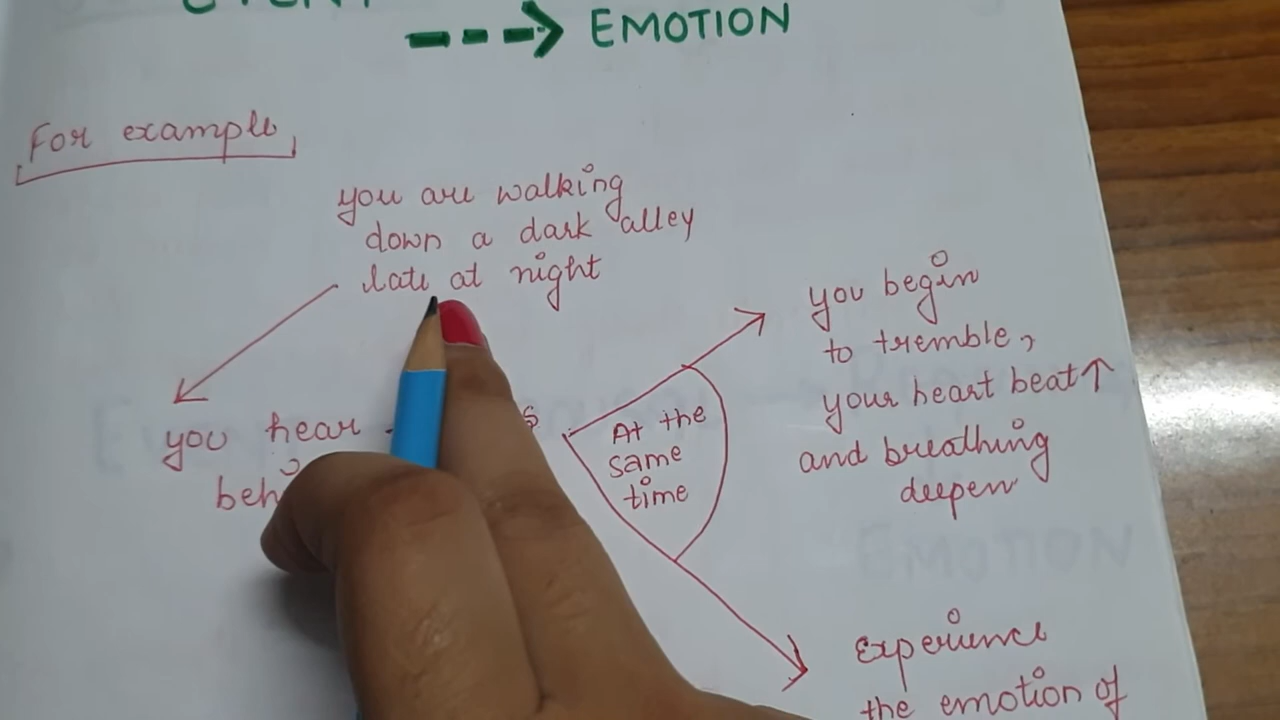 EVENT
EMOTION
For example,
you are walking
down a dark alley
late at night
you hear
At the
same
time
you begin
to tremble,
your heart beat↑
and breathing
deepen
Experience
the emotion of